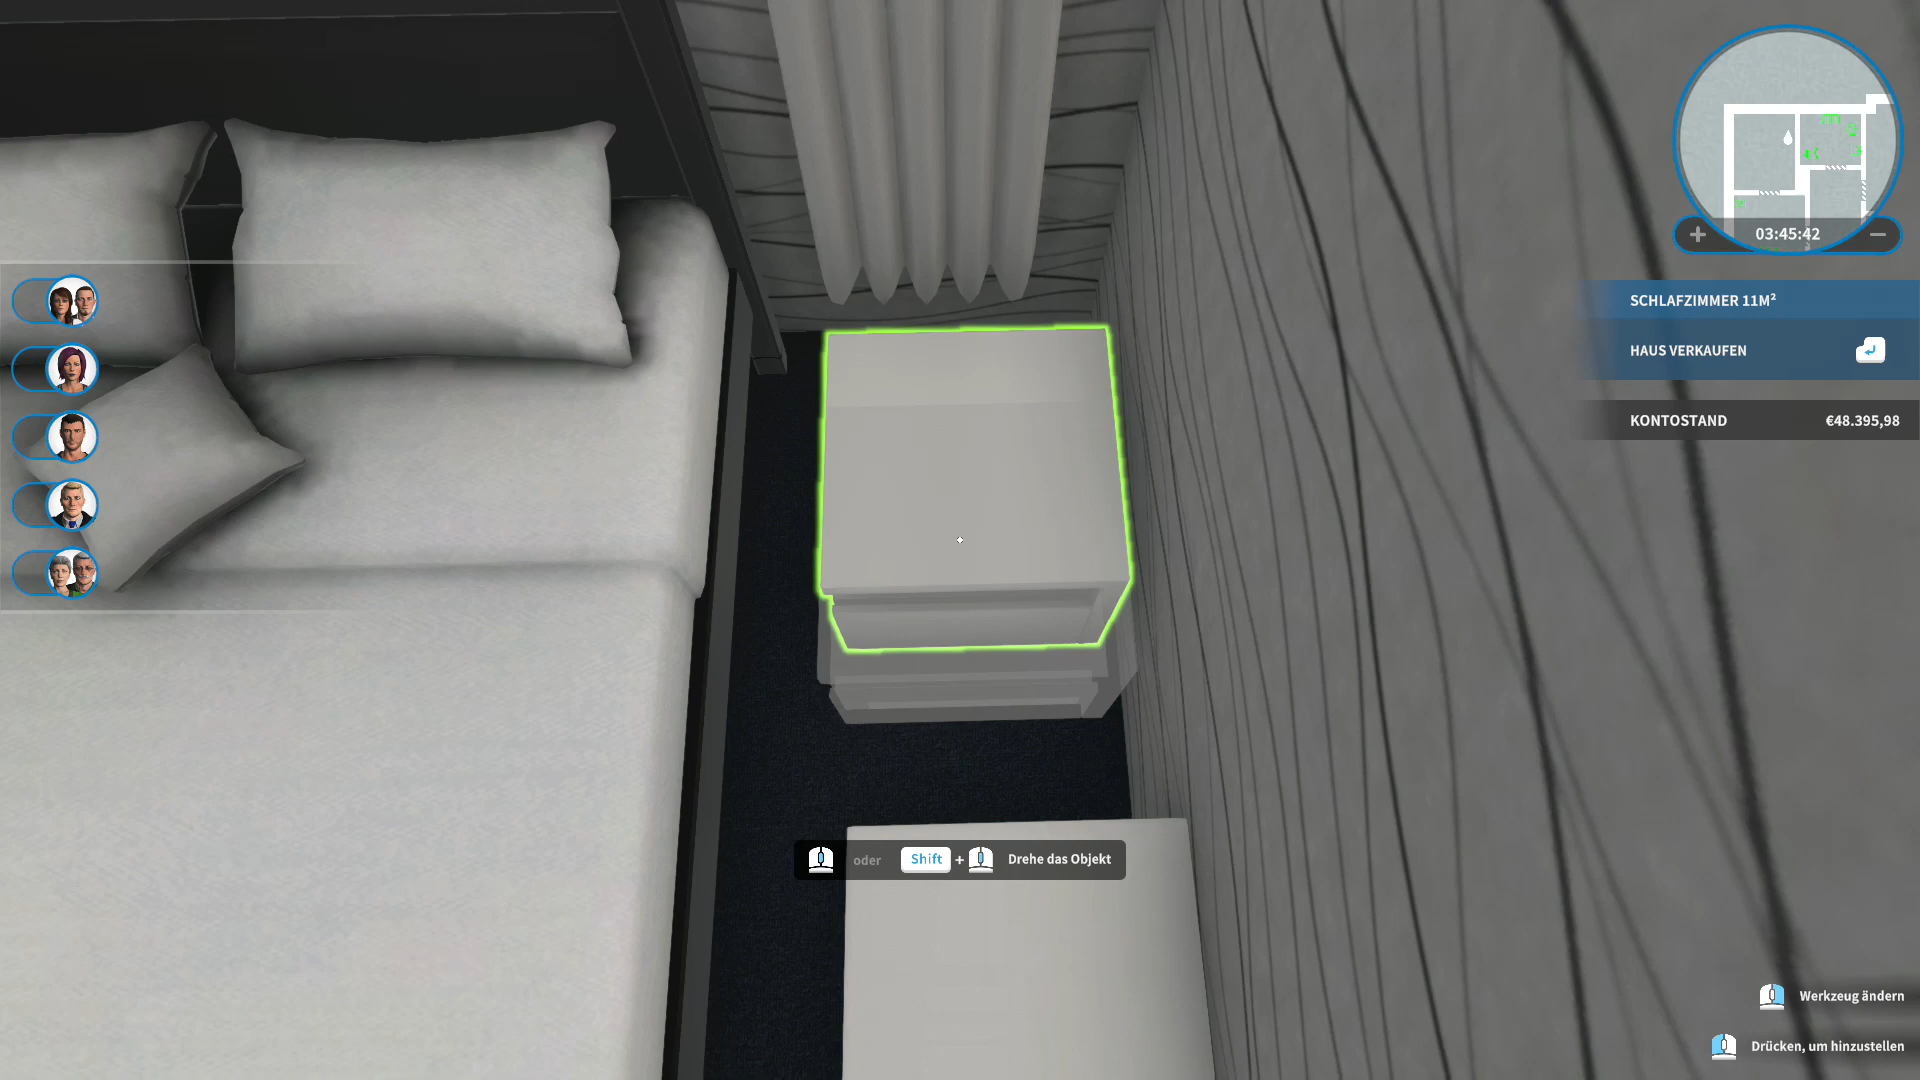 03:45:42
SCHLAFZIMMER 11M²
HAUS VERKAUFEN
KONTOSTAND €48.395,98
oder Shift + Drehe das Objekt
Werkzeug ändern
Drücken, um hinzustellen